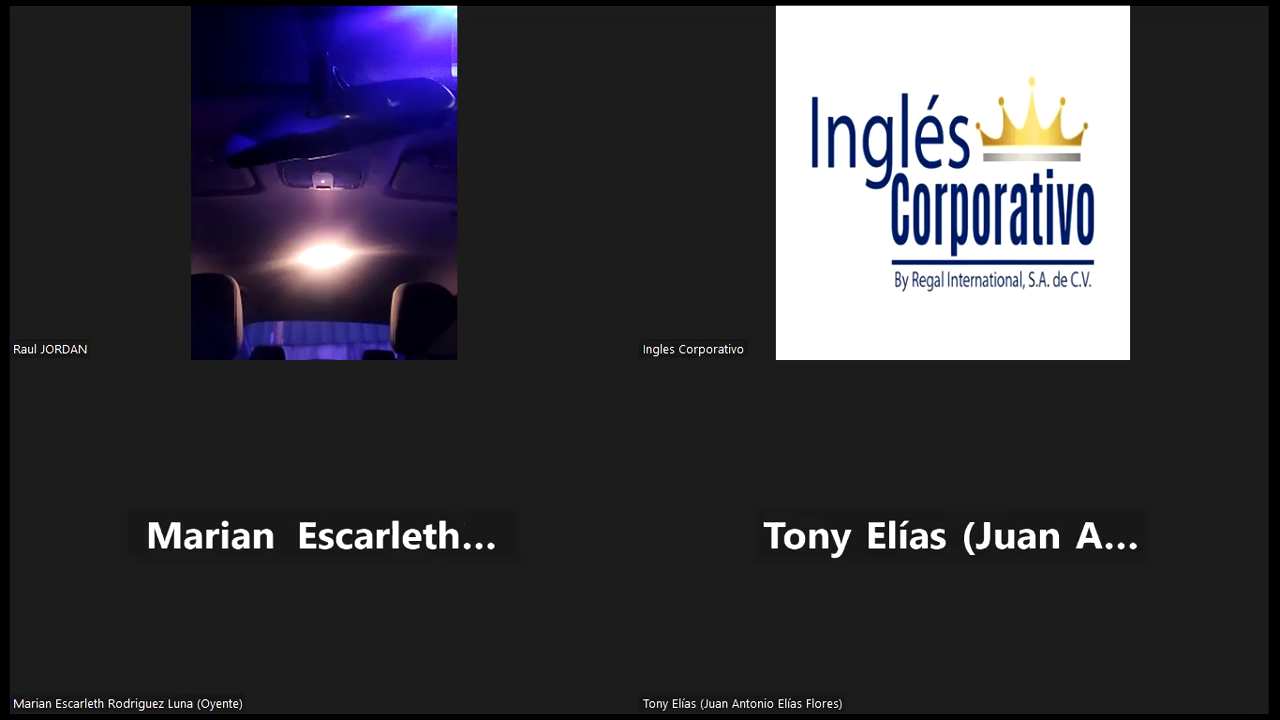 Inglés
Corporativo
By Regal International, S.A. de C.V.
Raul JORDAN
Ingles Corporativo
Marian Escarleth...
Tony Elías (Juan A...
Marian Escarleth Rodriguez Luna (Oyente)
Tony Elías (Juan Antonio Elías Flores)